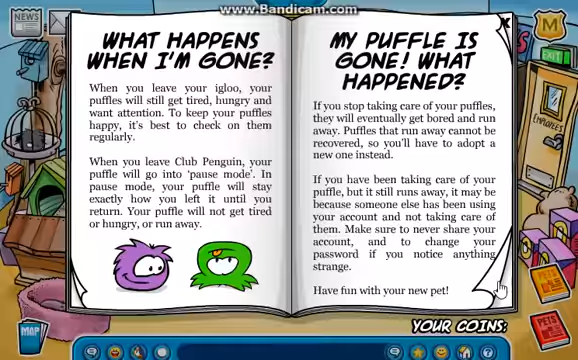 www.Bandicam.com
NEWS
M
EXIT
EMPLOYEES
WHAT HAPPENS
WHEN I'M GONE?
When you leave your igloo, your
puffles will still get tired, hungry and
want attention. To keep your puffles
happy, it's best to check on them
regularly.
When you leave Club Penguin, your
puffle will go into 'pause mode'. In
pause mode, your puffle will stay
exactly how you left it until you
return. Your puffle will not get tired
or hungry, or run away.
MY PUFFLE IS
GONE! WHAT
HAPPENED?
If you stop taking care of your puffles,
they will eventually get bored and run
away. Puffles that run away cannot be
recovered, so you'll have to adopt a
new one instead.
If you have been taking care of your
puffle, but it still runs away, it may be
because someone else has been using
your account and not taking care of
them. Make sure to never share your
account, and to change your
password if you notice anything
strange.
Have fun with your new pet!
PETS
PETS
MAP
YOUR COINS: